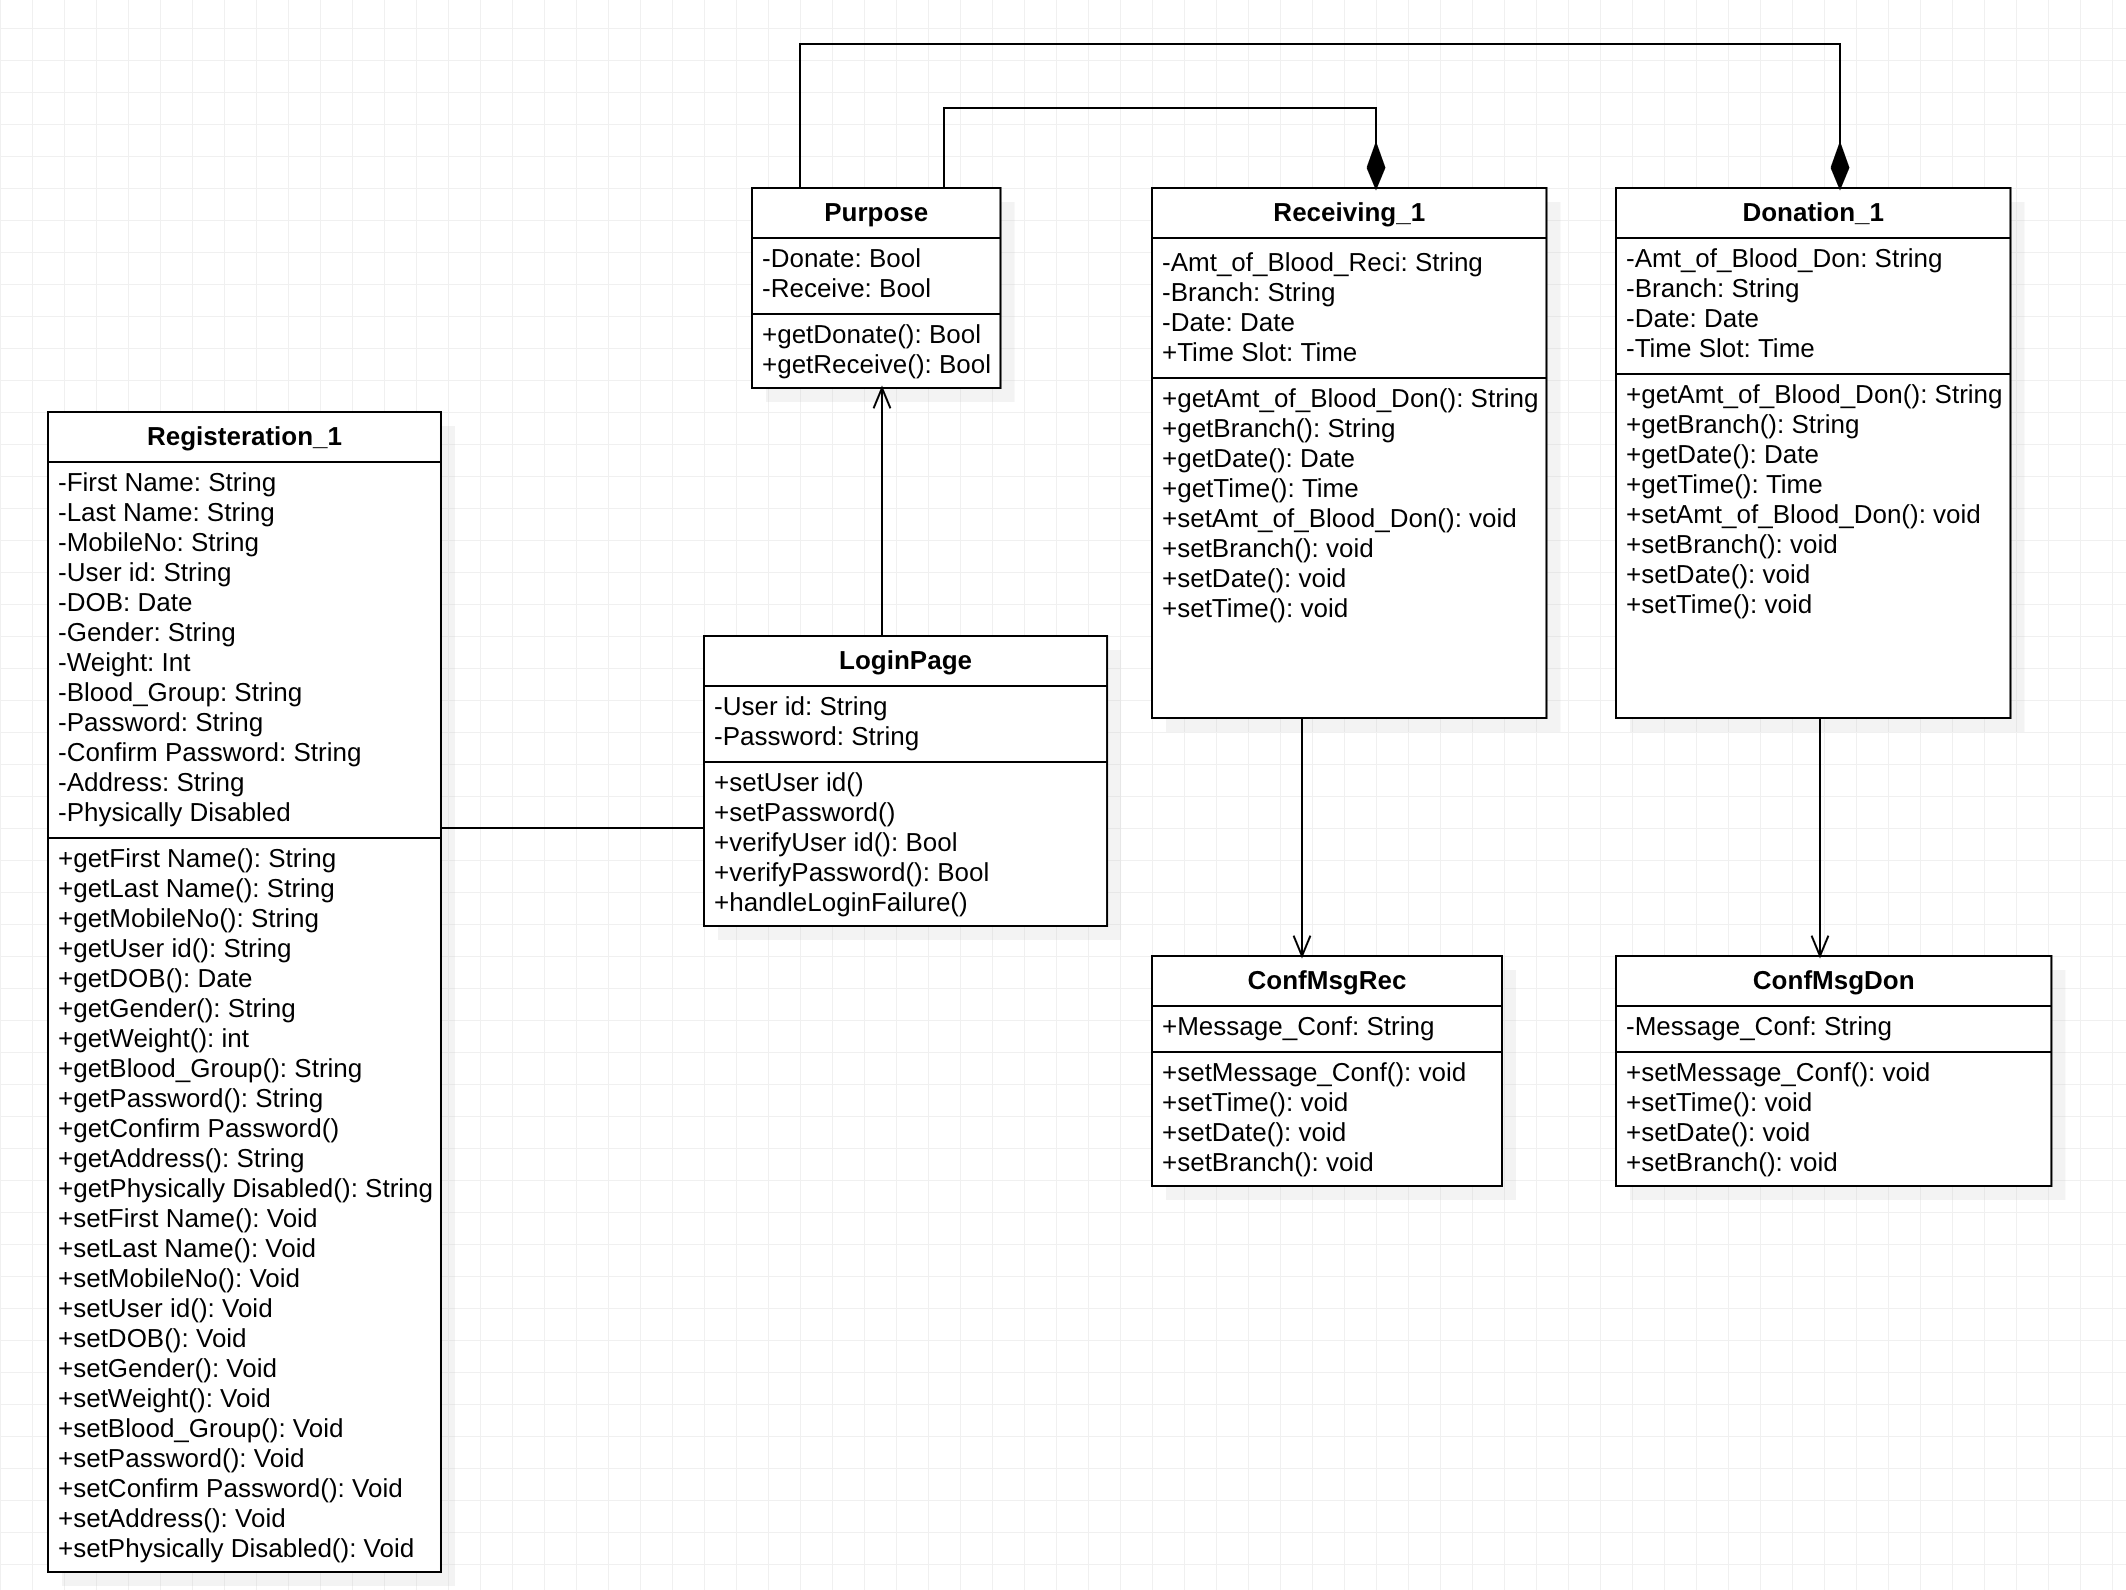 Purpose
-Donate: Bool
-Receive: Bool
+getDonate(): Bool
+getReceive(): Bool
Receiving_1
-Amt_of_Blood_Reci: String
-Branch: String
-Date: Date
+Time Slot: Time
+getAmt_of_Blood_Don(): String
+getBranch(): String
+getDate(): Date
+getTime(): Time
+setAmt_of_Blood_Don(): void
+setBranch(): void
+setDate(): void
+setTime(): void
Donation_1
-Amt_of_Blood_Don: String
-Branch: String
-Date: Date
-Time Slot: Time
+getAmt_of_Blood_Don(): String
+getBranch(): String
+getDate(): Date
+getTime(): Time
+setAmt_of_Blood_Don(): void
+setBranch(): void
+setDate(): void
+setTime(): void
Registeration_1
-First Name: String
-Last Name: String
-MobileNo: String
-User id: String
-DOB: Date
-Gender: String
-Weight: Int
-Blood_Group: String
-Password: String
-Confirm Password: String
-Address: String
-Physically Disabled
+getFirst Name(): String
+getLast Name(): String
+getMobileNo(): String
+getUser id(): String
+getDOB(): Date
+getGender(): String
+getWeight(): int
+getBlood_Group(): String
+getPassword(): String
+getConfirm Password()
+getAddress(): String
+getPhysically Disabled(): String
+setFirst Name(): Void
+setLast Name(): Void
+setMobileNo(): Void
+setUser id(): Void
+setDOB(): Void
+setGender(): Void
+setWeight(): Void
+setBlood_Group(): Void
+setPassword(): Void
+setConfirm Password(): Void
+setAddress(): Void
+setPhysically Disabled(): Void
LoginPage
-User id: String
-Password: String
+setUser id()
+setPassword()
+verifyUser id(): Bool
+verifyPassword(): Bool
+handleLoginFailure()
ConfMsgRec
+Message_Conf: String
+setMessage_Conf(): void
+setTime(): void
+setDate(): void
+setBranch(): void
ConfMsgDon
-Message_Conf: String
+setMessage_Conf(): void
+setTime(): void
+setDate(): void
+setBranch(): void